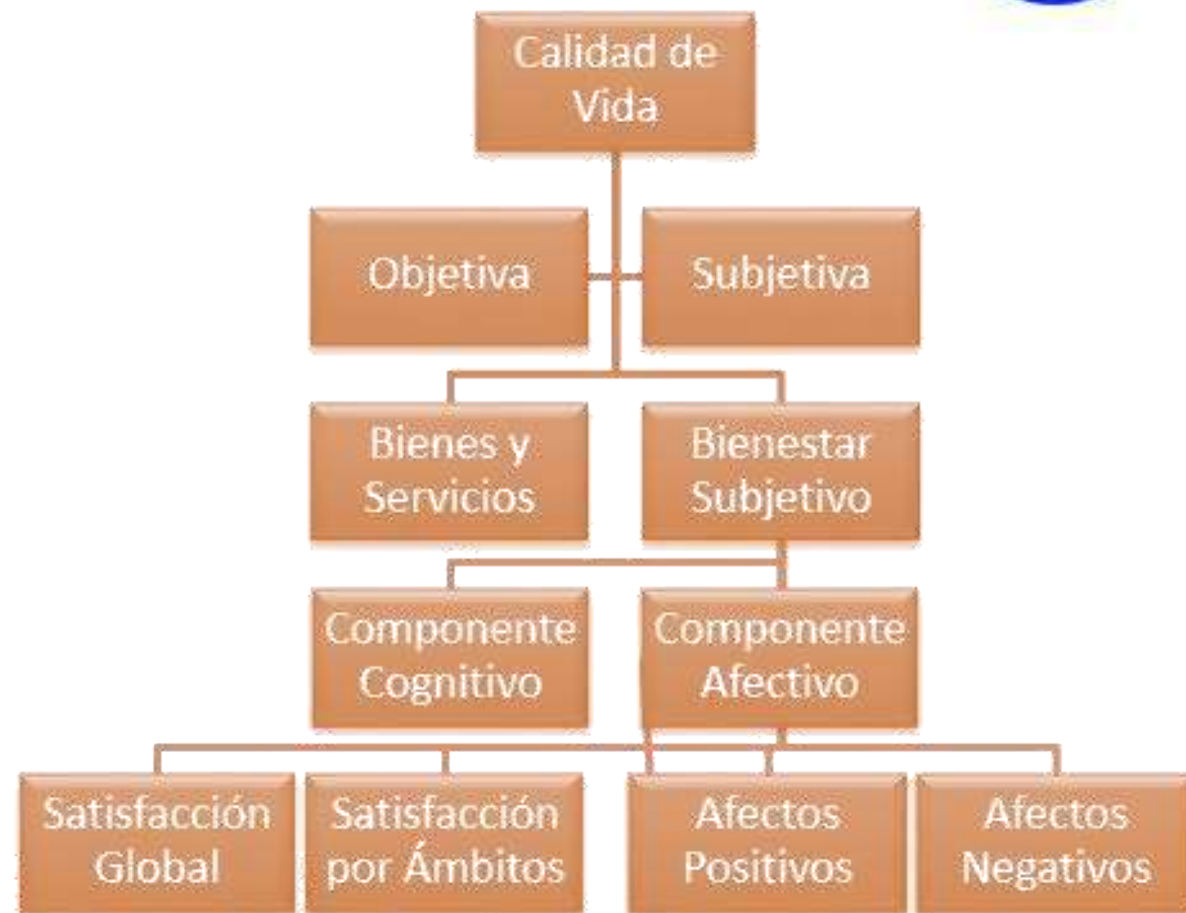 Calidad de
Vida
Objetiva
Subjetiva
Bienes y
Servicios
Bienestar
Subjetivo
Componente
Cognitivo
Componente
Afectivo
Satisfacción
Global
Satisfacción
por Ámbitos
Afectos
Positivos
Afectos
Negativos